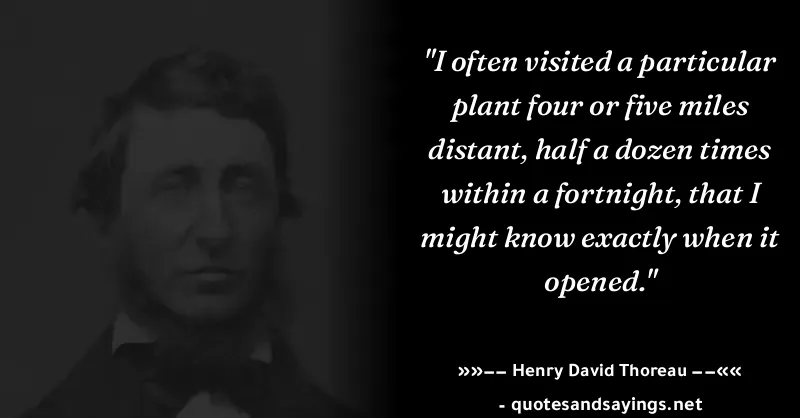 "I often visited a particular
plant four or five miles
distant, half a dozen times
within a fortnight, that I
might know exactly when it
opened."
»»−− Henry David Thoreau −−««
- quotesandsayings.net